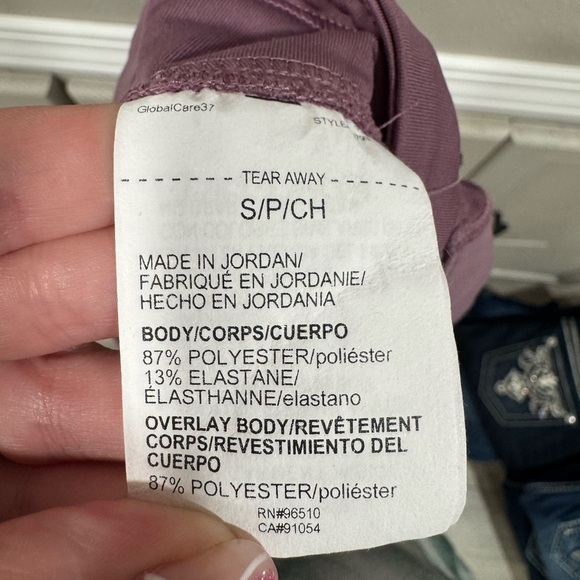 GlobalCare37
STYLE
TEAR AWAY
S/P/CH
MADE IN JORDAN/
FABRIQUÉ EN JORDANIE/
HECHO EN JORDANIA
BODY/CORPS/CUERPO
87% POLYESTER/poliéster
13% ELASTANE/
ÉLASTHANNE/elastano
OVERLAY BODY/REVÊTEMENT
CORPS/REVESTIMIENTO DEL
CUERPO
87% POLYESTER/poliéster
RN#96510
CA#91054